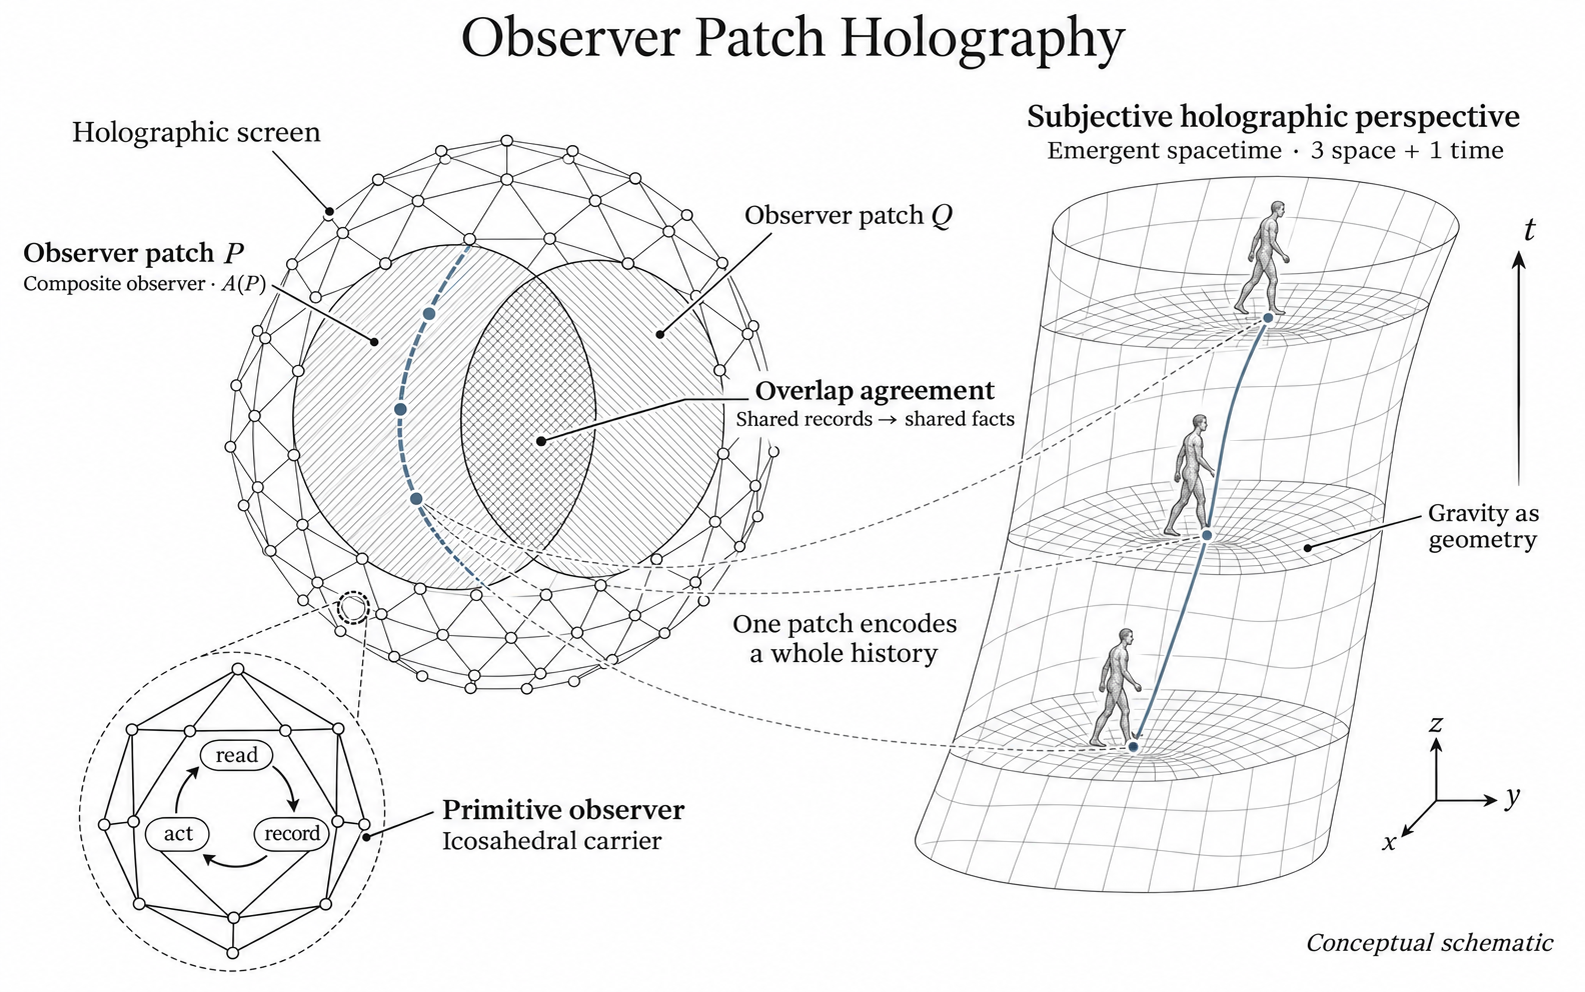 Observer Patch Holography
Holographic screen
Observer patch P
Composite observer · A(P)
Observer patch Q
Overlap agreement
Shared records → shared facts
One patch encodes
a whole history
read
act
record
Primitive observer
Icosahedral carrier
Subjective holographic perspective
Emergent spacetime · 3 space + 1 time
t
Gravity as
geometry
z
y
x
Conceptual schematic